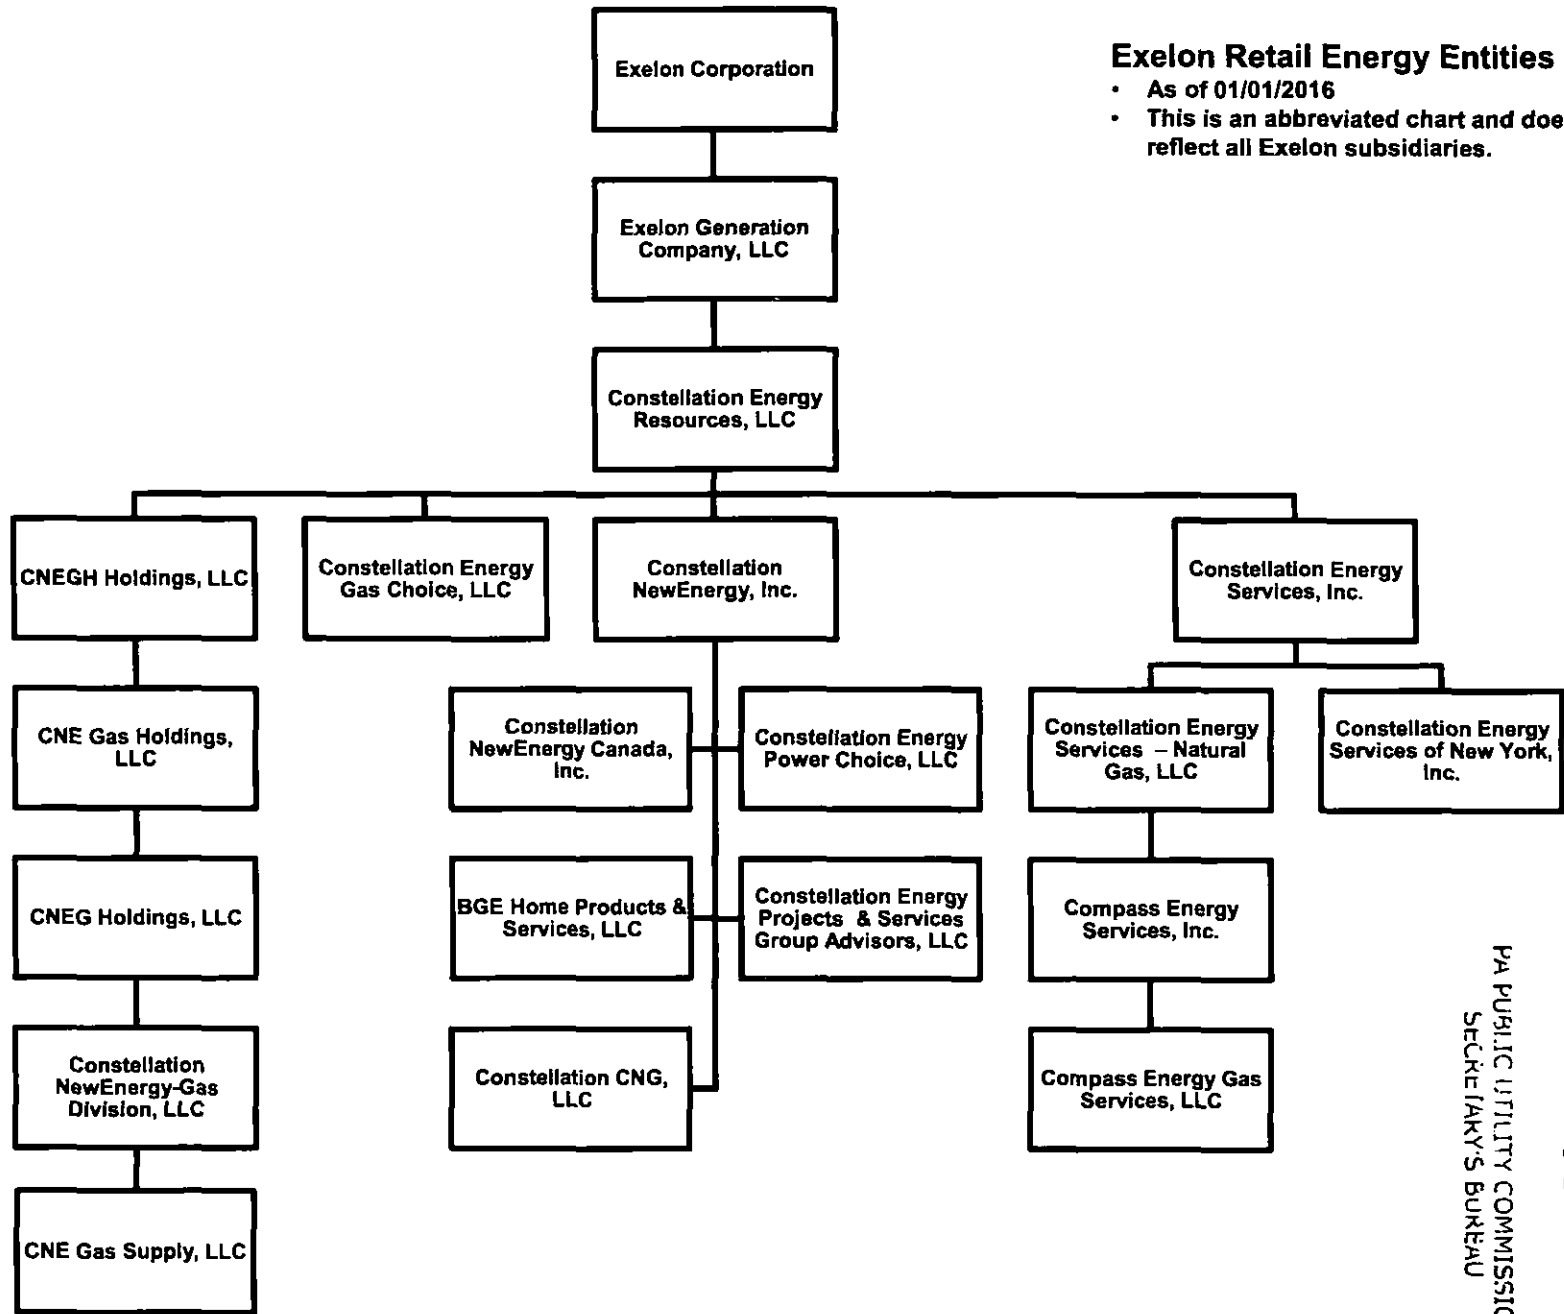 Exelon Corporation
Exelon Retail Energy Entities
• As of 01/01/2016
• This is an abbreviated chart and doe
reflect all Exelon subsidiaries.
Exelon Generation
Company, LLC
Constellation Energy
Resources, LLC
CNEGH Holdings, LLC
Constellation Energy
Gas Choice, LLC
Constellation
NewEnergy, Inc.
Constellation Energy
Services, Inc.
CNE Gas Holdings,
LLC
Constellation
NewEnergy Canada,
Inc.
Constellation Energy
Power Choice, LLC
Constellation Energy
Services – Natural
Gas, LLC
Constellation Energy
Services of New York,
Inc.
CNEG Holdings, LLC
BGE Home Products &
Services, LLC
Constellation Energy
Projects & Services
Group Advisors, LLC
Compass Energy
Services, Inc.
Constellation
NewEnergy-Gas
Division, LLC
Constellation CNG,
LLC
Compass Energy Gas
Services, LLC
CNE Gas Supply, LLC
PA PUBLIC UTILITY COMMISSIO
SECRETARY'S BUREAU